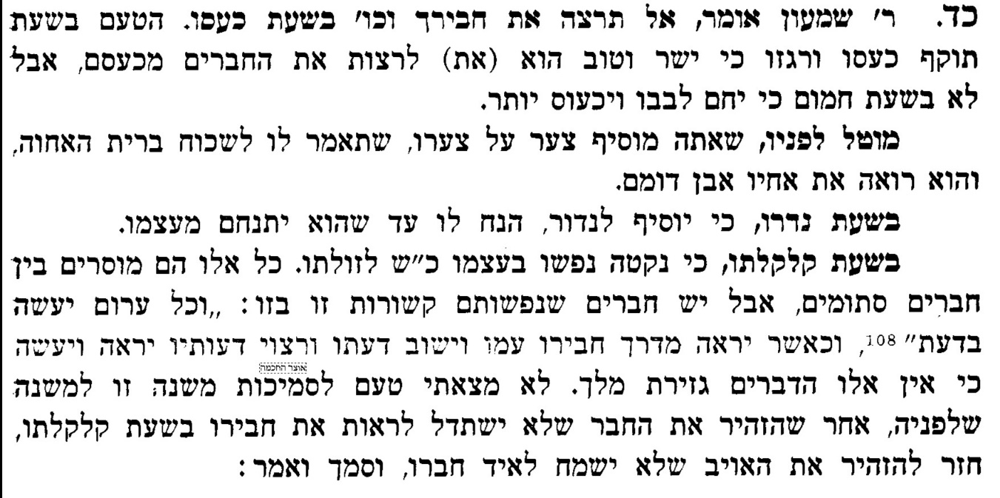 כד. ר׳ שמעון אומר, אל תרצה את חבירך וכו׳ בשעת כעסו. הטעם בשעת
תוקף כעסו ורגזו כי ישר וטוב הוא (את) לרצות את החברים מכעסם, אבל
לא בשעת חמום כי יחם לבבו ויכעוס יותר.
מוטל לפניו, שאתה מוסיף צער על צערו, שתאמר לו לשכוח ברית האחוה,
והוא רואה את אחיו אבן דומם.
בשעת נדרו, כי יוסיף לנדור, הנח לו עד שהוא יתנחם מעצמו.
בשעת קלקלתו, כי נקטה נפשו בעצמו כ״ש לזולתו. כל אלו הם מוסרים בין
חברים סתומים, אבל יש חברים שנפשותם קשורות זו בזו: „וכל ערום יעשה
בדעת״ 108, וכאשר יראה מדרך חבירו עמו וישוב דעתו ורצוי דעותיו יראה ויעשה
אוצר החכמה
כי אין אלו הדברים גזירת מלך. לא מצאתי טעם לסמיכות משנה זו למשנה
שלפניה, אחר שהזהיר את החבר שלא ישתדל לראות את חבירו בשעת קלקלתו,
חזר להזהיר את האויב שלא ישמח לאיד חברו, וסמך ואמר: